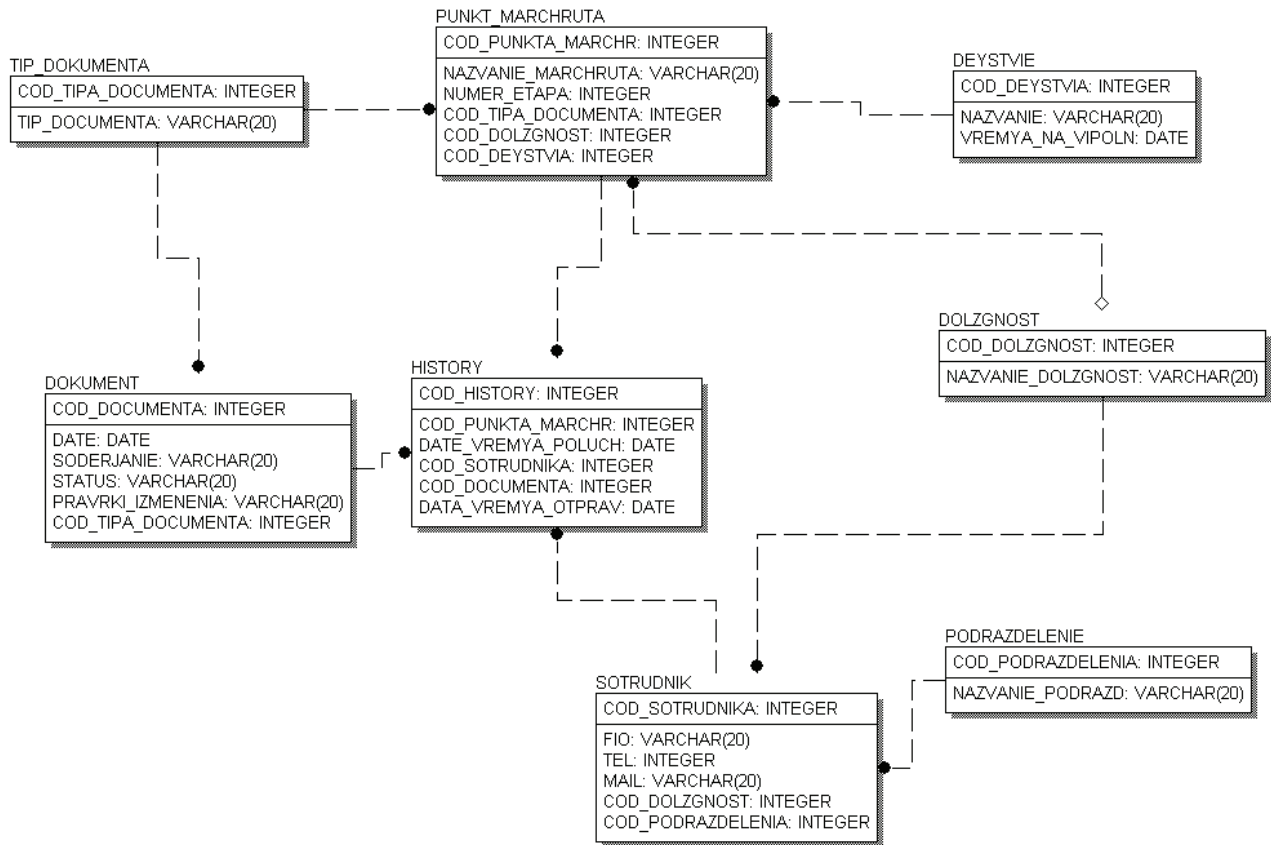 PUNKT_MARCHRUTA
COD_PUNKTA_MARCHR: INTEGER
NAZVANIE_MARCHRUTA: VARCHAR(20)
NUMER_ETAPA: INTEGER
COD_TIPA_DOCUMENTA: INTEGER
COD_DOLZGNOST: INTEGER
COD_DEYSTVIA: INTEGER
TIP_DOKUMENTA
COD_TIPA_DOCUMENTA: INTEGER
TIP_DOCUMENTA: VARCHAR(20)
DEYSTVIE
COD_DEYSTVIA: INTEGER
NAZVANIE: VARCHAR(20)
VREMYA_NA_VIPOLN: DATE
DOLZGNOST
COD_DOLZGNOST: INTEGER
NAZVANIE_DOLZGNOST: VARCHAR(20)
DOKUMENT
COD_DOCUMENTA: INTEGER
DATE: DATE
SODERJANIE: VARCHAR(20)
STATUS: VARCHAR(20)
PRAVRKI_IZMENENIA: VARCHAR(20)
COD_TIPA_DOCUMENTA: INTEGER
HISTORY
COD_HISTORY: INTEGER
COD_PUNKTA_MARCHR: INTEGER
DATE_VREMYA_POLUCH: DATE
COD_SOTRUDNIKA: INTEGER
COD_DOCUMENTA: INTEGER
DATA_VREMYA_OTPRAV: DATE
PODRAZDELENIE
COD_PODRAZDELENIA: INTEGER
NAZVANIE_PODRAZD: VARCHAR(20)
SOTRUDNIK
COD_SOTRUDNIKA: INTEGER
FIO: VARCHAR(20)
TEL: INTEGER
MAIL: VARCHAR(20)
COD_DOLZGNOST: INTEGER
COD_PODRAZDELENIA: INTEGER